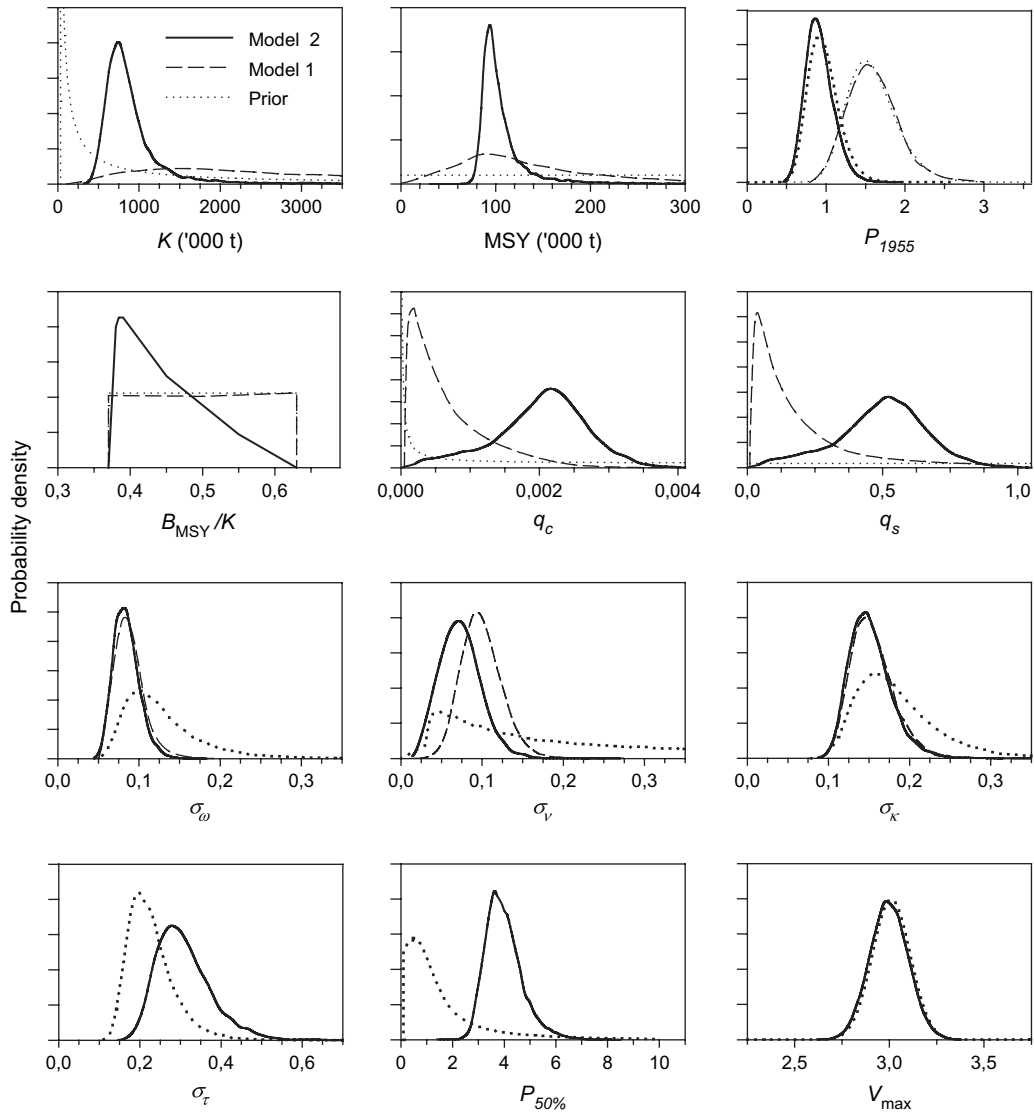 Model 2
Model 1
Prior
0 1000 2000 3000
K ('000 t)
0 100 200 300
MSY ('000 t)
0 1 2 3
P1955
Probability density
0,3 0,4 0,5 0,6
BMSY/K
0,000 0,002 0,004
qc
0,0 0,5 1,0
qs
0,0 0,1 0,2 0,3
σω
0,0 0,1 0,2 0,3
σν
0,0 0,1 0,2 0,3
σκ
0,0 0,2 0,4 0,6
στ
0 2 4 6 8 10
P50%
2,5 3,0 3,5
Vmax